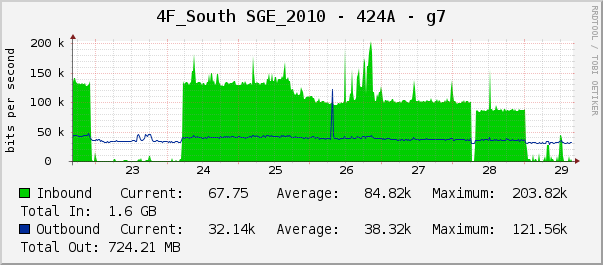 4F_South SGE_2010 - 424A - g7
RRDTOOL / TOBI OETIKER
bits per second
200 k
150 k
100 k
50 k
0
23 24 25 26 27 28 29
Inbound Current: 67.75 Average: 84.82k Maximum: 203.82k
Total In: 1.6 GB
Outbound Current: 32.14k Average: 38.32k Maximum: 121.56k
Total Out: 724.21 MB